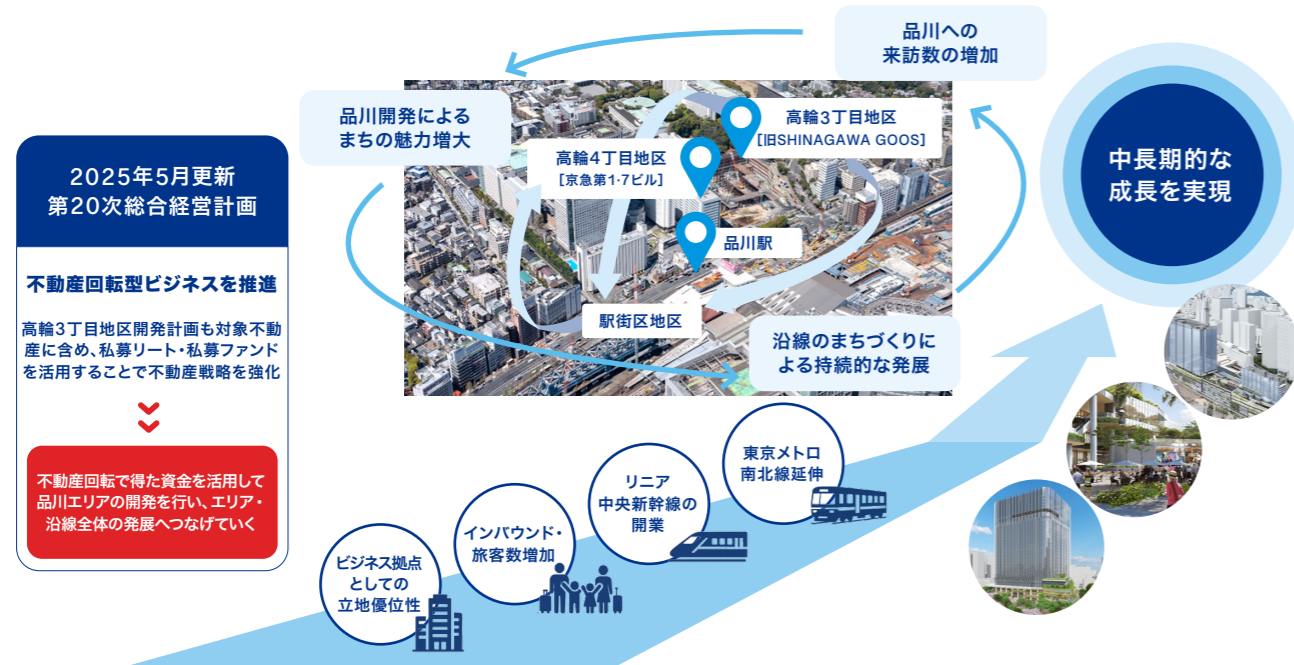 2025年5月更新
第20次総合経営計画
不動産回転型ビジネスを推進
高輪3丁目地区開発計画も対象不動
産に含め、私募リート・私募ファンド
を活用することで不動産戦略を強化
不動産回転で得た資金を活用して
品川エリアの開発を行い、エリア・
沿線全体の発展へつなげていく
品川開発による
まちの魅力増大
品川への
来訪数の増加
高輪3丁目地区
[旧SHINAGAWA GOOS]
高輪4丁目地区
[京急第1・7ビル]
品川駅
駅街区地区
沿線のまちづくりに
よる持続的な発展
中長期的な
成長を実現
ビジネス拠点
としての
立地優位性
インバウンド・
旅客数増加
リニア
中央新幹線の
開業
東京メトロ
南北線延伸